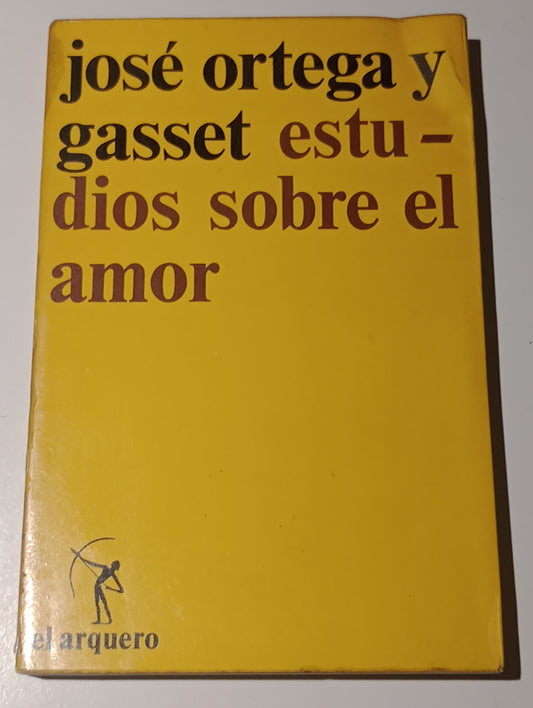 josé ortega y
gasset estu-
dios sobre el
amor
el arquero